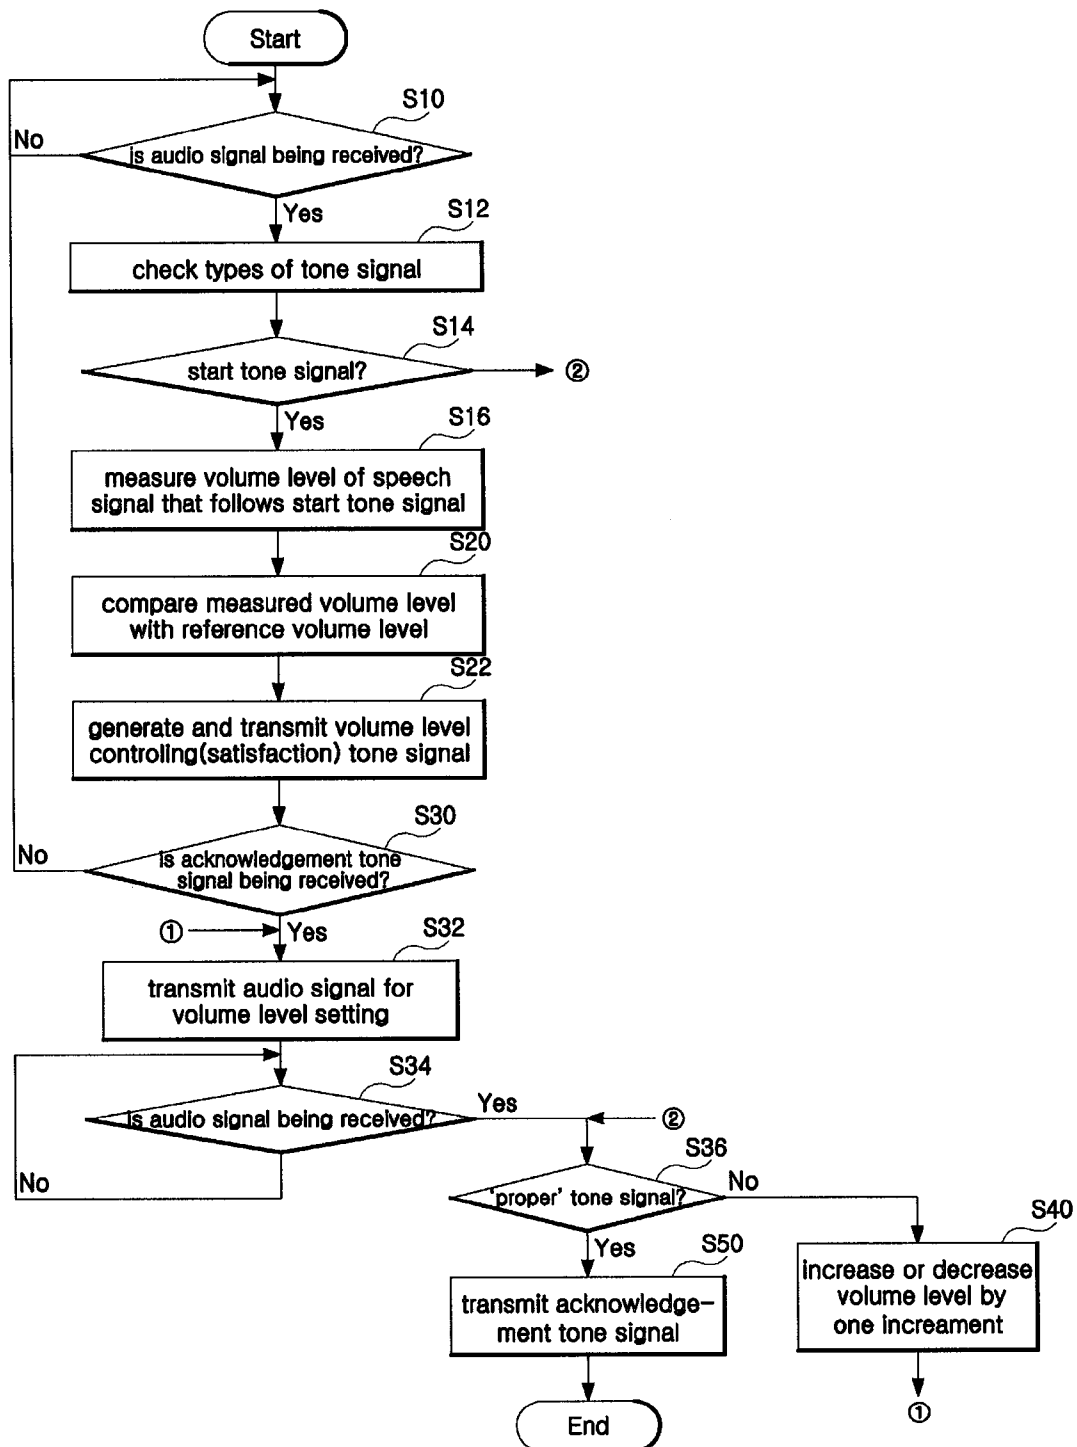 Start
S10
No
is audio signal being received?
Yes
S12
check types of tone signal
S14
start tone signal?
②
Yes
S16
measure volume level of speech
signal that follows start tone signal
S20
compare measured volume level
with reference volume level
S22
generate and transmit volume level
controling(satisfaction) tone signal
S30
No
is acknowledgement tone
signal being received?
①
Yes
S32
transmit audio signal for
volume level setting
S34
is audio signal being received?
Yes
②
No
S36
'proper' tone signal?
No
Yes
S40
increase or decrease
volume level by
one increament
①
S50
transmit acknowledge-
ment tone signal
End